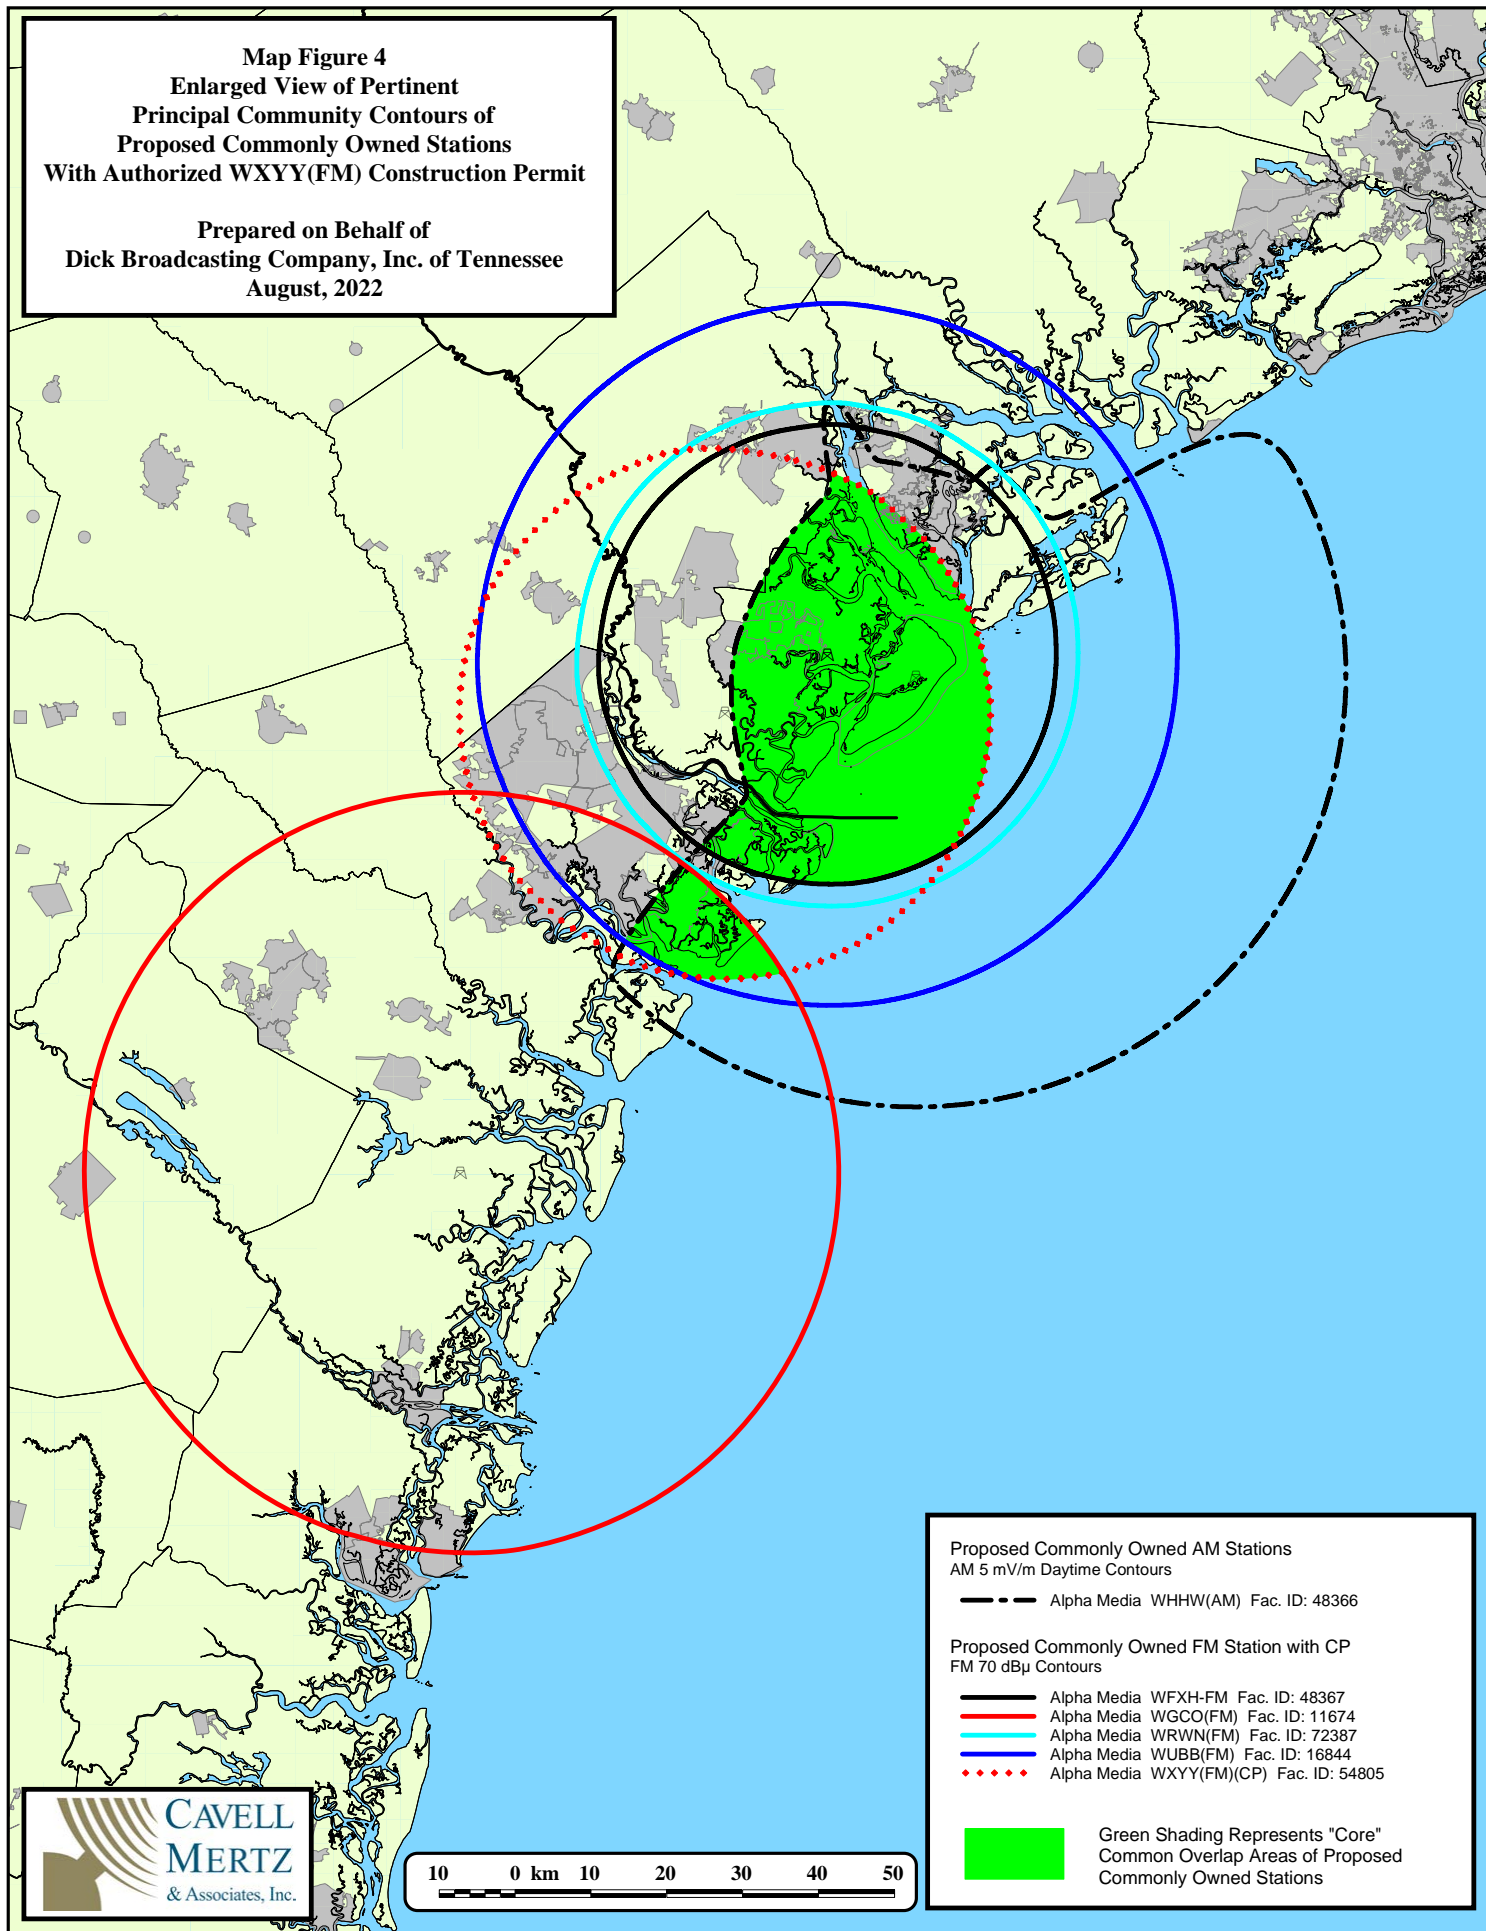 Map Figure 4
Enlarged View of Pertinent
Principal Community Contours of
Proposed Commonly Owned Stations
With Authorized WXYY(FM) Construction Permit
Prepared on Behalf of
Dick Broadcasting Company, Inc. of Tennessee
August, 2022
Proposed Commonly Owned AM Stations
AM 5 mV/m Daytime Contours
Alpha Media WHHW(AM) Fac. ID: 48366
Proposed Commonly Owned FM Station with CP
FM 70 dBµ Contours
Alpha Media WFXH-FM Fac. ID: 48367
Alpha Media WGCO(FM) Fac. ID: 11674
Alpha Media WRWN(FM) Fac. ID: 72387
Alpha Media WUBB(FM) Fac. ID: 16844
Alpha Media WXYY(FM)(CP) Fac. ID: 54805
Green Shading Represents "Core"
Common Overlap Areas of Proposed
Commonly Owned Stations
CAVELL
MERTZ
& Associates, Inc.
10 0 km 10 20 30 40 50